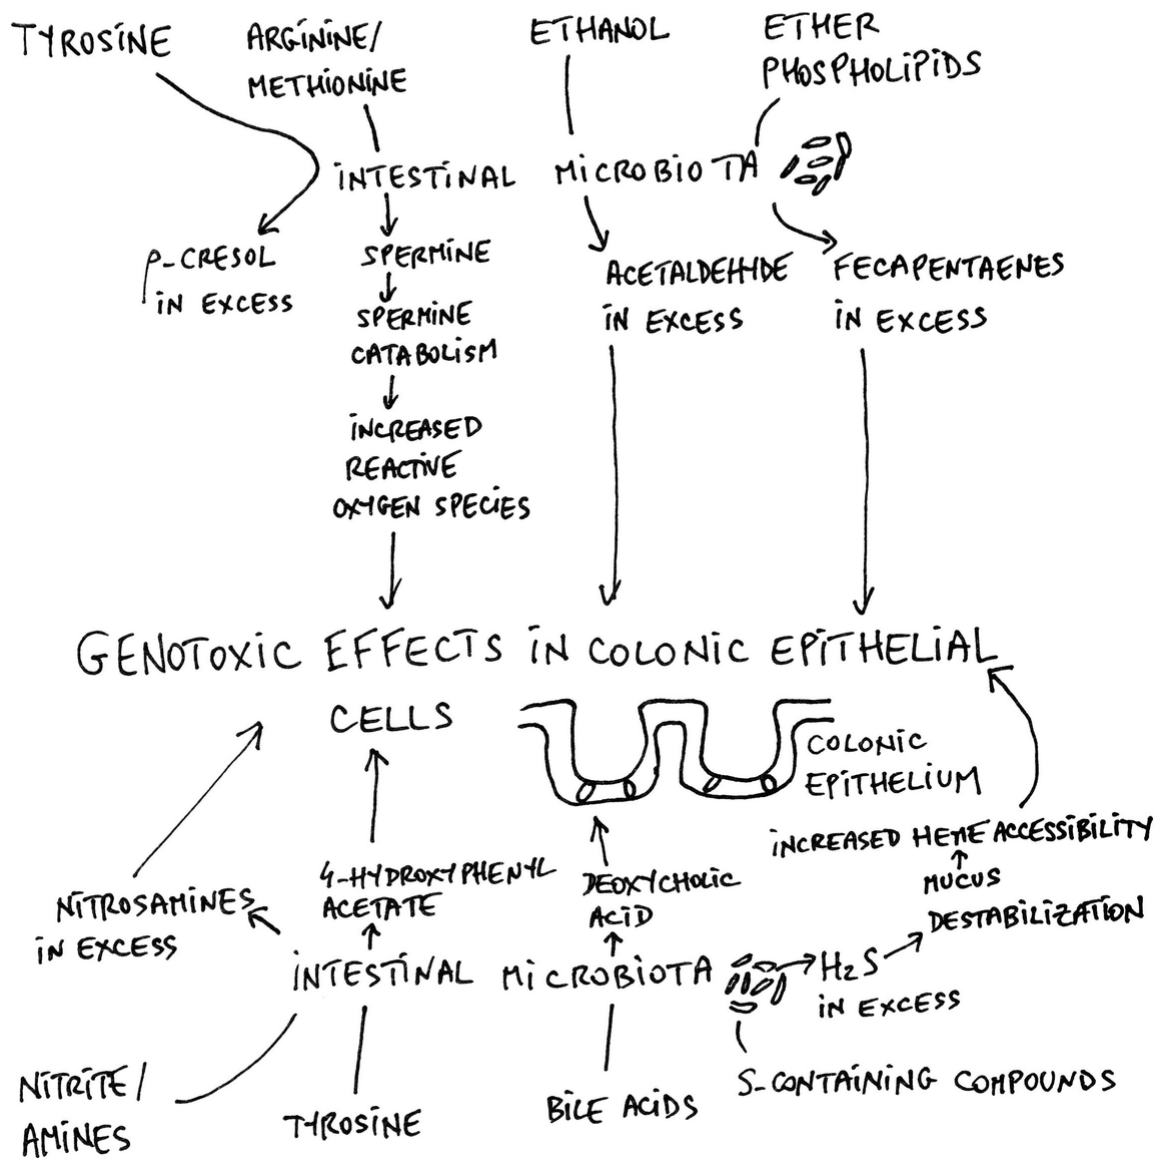 TYROSINE
ARGININE/
METHIONINE
ETHANOL
ETHER
PHOSPHOLIPIDS
INTESTINAL MICROBIOTA
P-CRESOL
IN EXCESS
SPERMINE
SPERMINE
CATABOLISM
INCREASED
REACTIVE
OXYGEN SPECIES
ACETALDEHYDE
IN EXCESS
FECAPENTAENES
IN EXCESS
GENOTOXIC EFFECTS IN COLONIC EPITHELIAL
CELLS
COLONIC
EPITHELIUM
INCREASED HEME ACCESSIBILITY
MUCUS
DESTABILIZATION
NITROSAMINES
IN EXCESS
4-HYDROXYPHENYL
ACETATE
DEOXYCHOLIC
ACID
INTESTINAL MICROBIOTA
H2S
IN EXCESS
NITRITE/
AMINES
TYROSINE
BILE ACIDS
S-CONTAINING COMPOUNDS